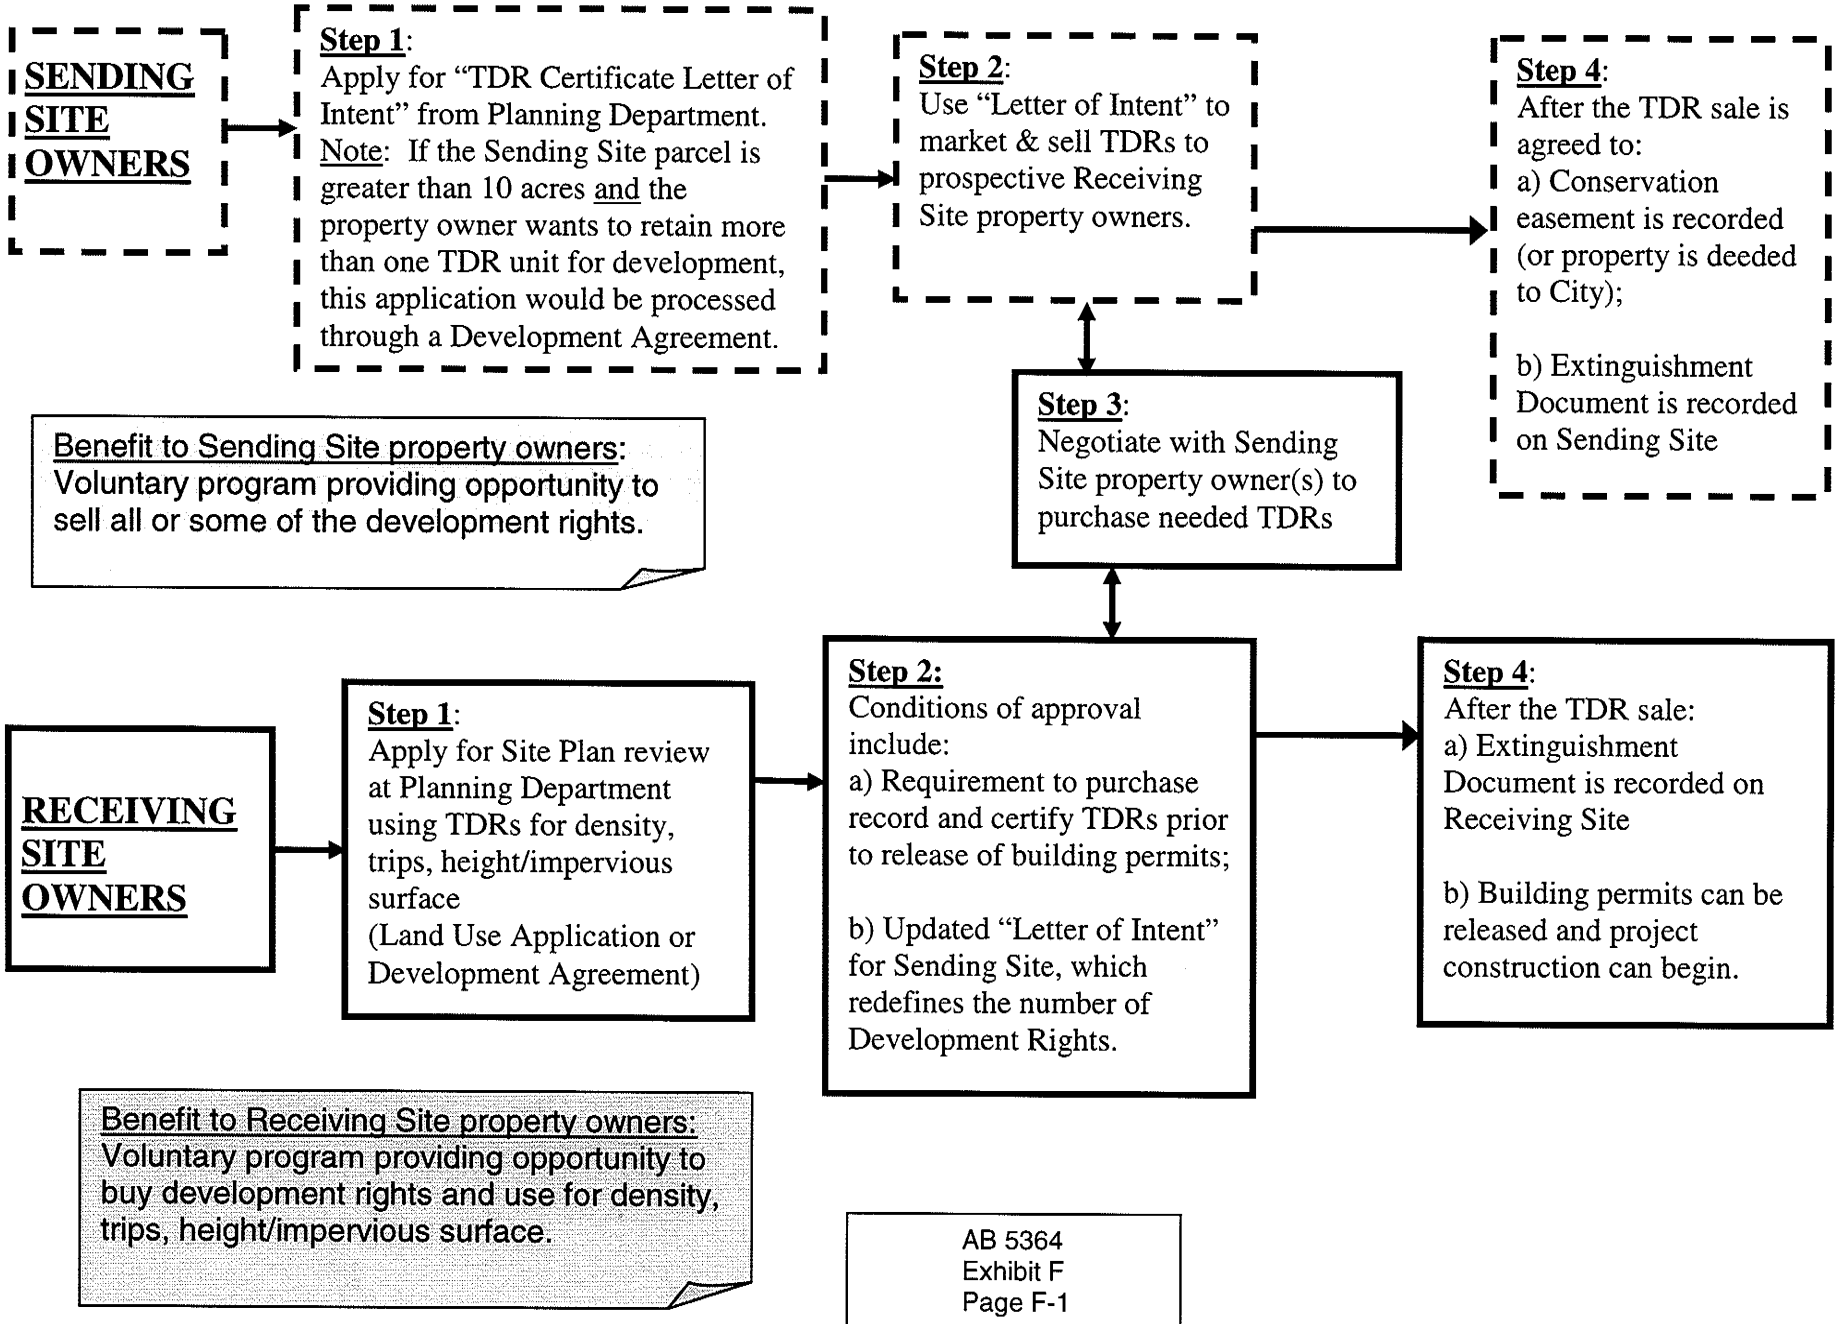 SENDING
SITE
OWNERS
Step 1:
Apply for “TDR Certificate Letter of
Intent” from Planning Department.
Note: If the Sending Site parcel is
greater than 10 acres and the
property owner wants to retain more
than one TDR unit for development,
this application would be processed
through a Development Agreement.
Step 2:
Use “Letter of Intent” to
market & sell TDRs to
prospective Receiving
Site property owners.
Step 4:
After the TDR sale is
agreed to:
a) Conservation
easement is recorded
(or property is deeded
to City);
b) Extinguishment
Document is recorded
on Sending Site
Step 3:
Negotiate with Sending
Site property owner(s) to
purchase needed TDRs
Benefit to Sending Site property owners:
Voluntary program providing opportunity to
sell all or some of the development rights.
RECEIVING
SITE
OWNERS
Step 1:
Apply for Site Plan review
at Planning Department
using TDRs for density,
trips, height/impervious
surface
(Land Use Application or
Development Agreement)
Step 2:
Conditions of approval
include:
a) Requirement to purchase
record and certify TDRs prior
to release of building permits;
b) Updated “Letter of Intent”
for Sending Site, which
redefines the number of
Development Rights.
Step 4:
After the TDR sale:
a) Extinguishment
Document is recorded on
Receiving Site
b) Building permits can be
released and project
construction can begin.
Benefit to Receiving Site property owners:
Voluntary program providing opportunity to
buy development rights and use for density,
trips, height/impervious surface.
AB 5364
Exhibit F
Page F-1